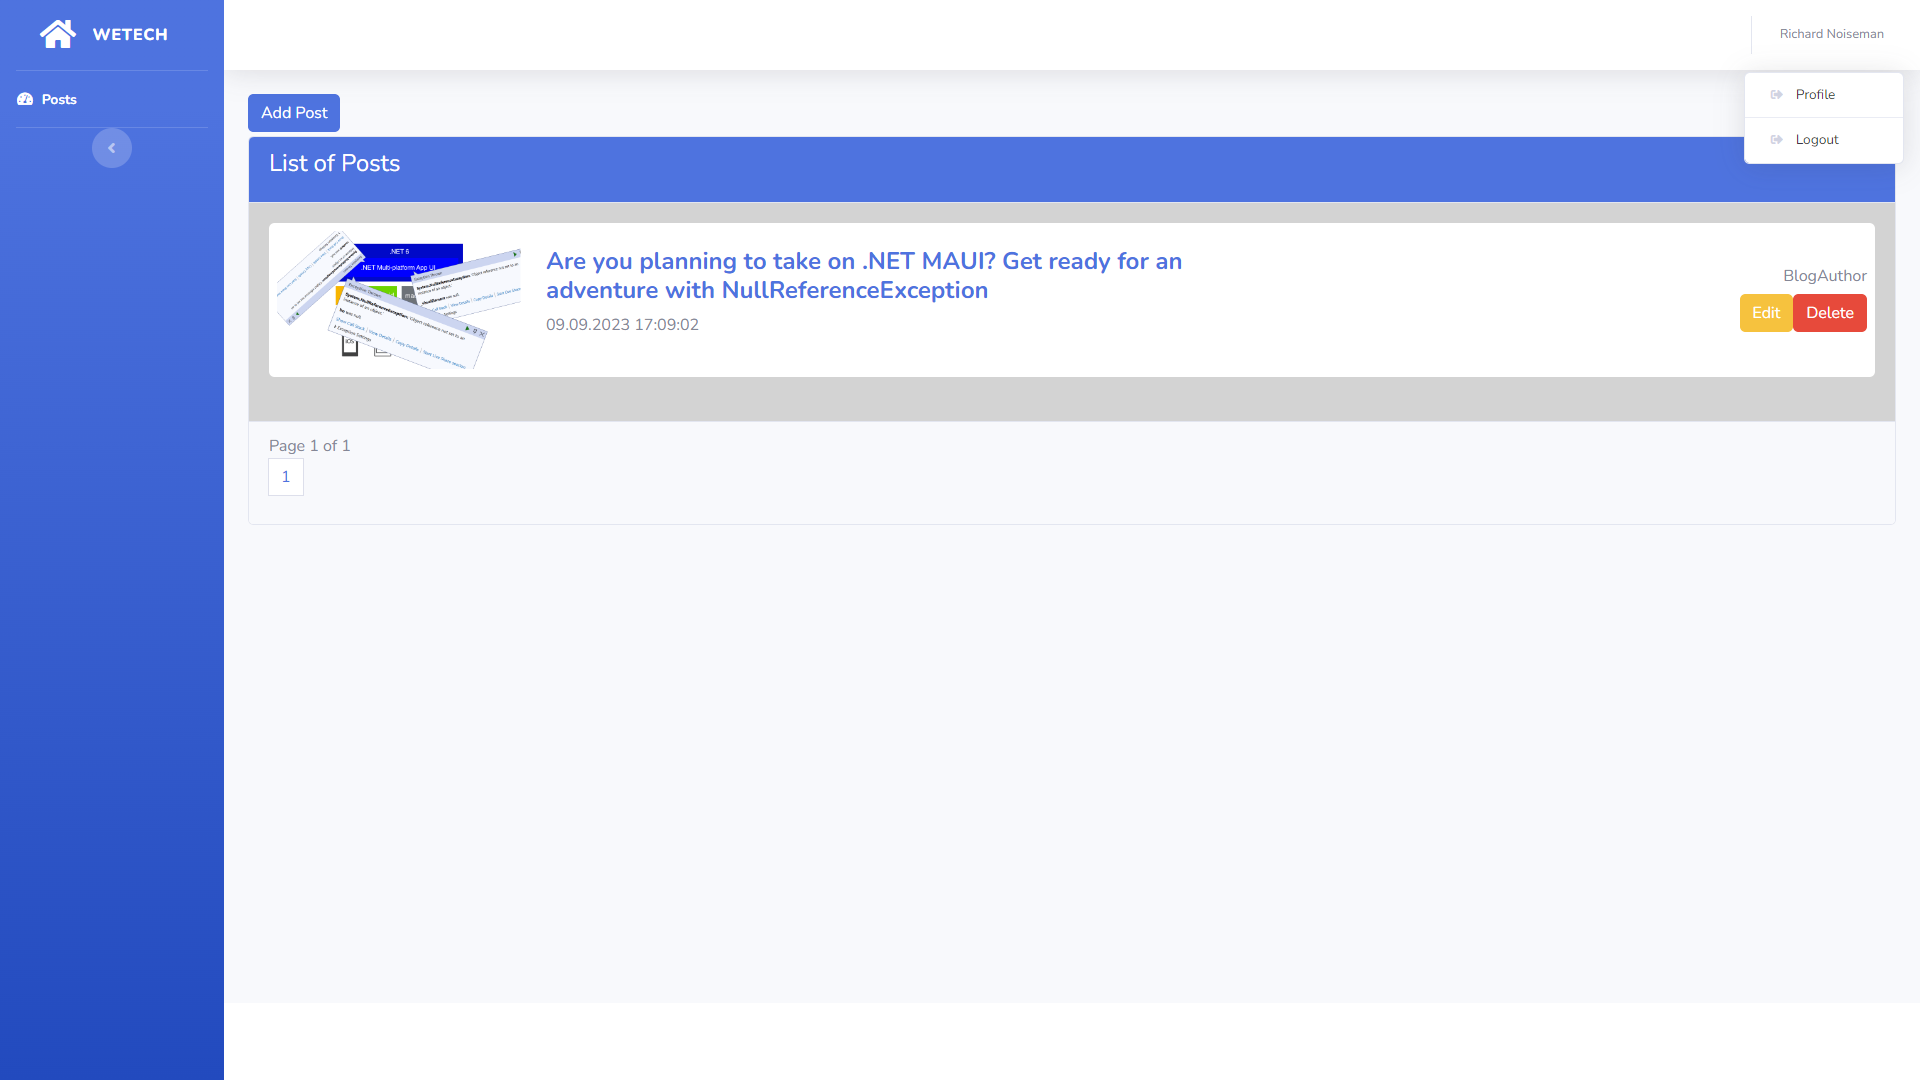 WETECH
Richard Noiseman
Posts
Profile
Logout
Add Post
List of Posts
.NET 6
.NET Multi-platform App UI
Are you planning to take on .NET MAUI? Get ready for an
adventure with NullReferenceException
09.09.2023 17:09:02
BlogAuthor
Edit
Delete
iOS
Page 1 of 1
1